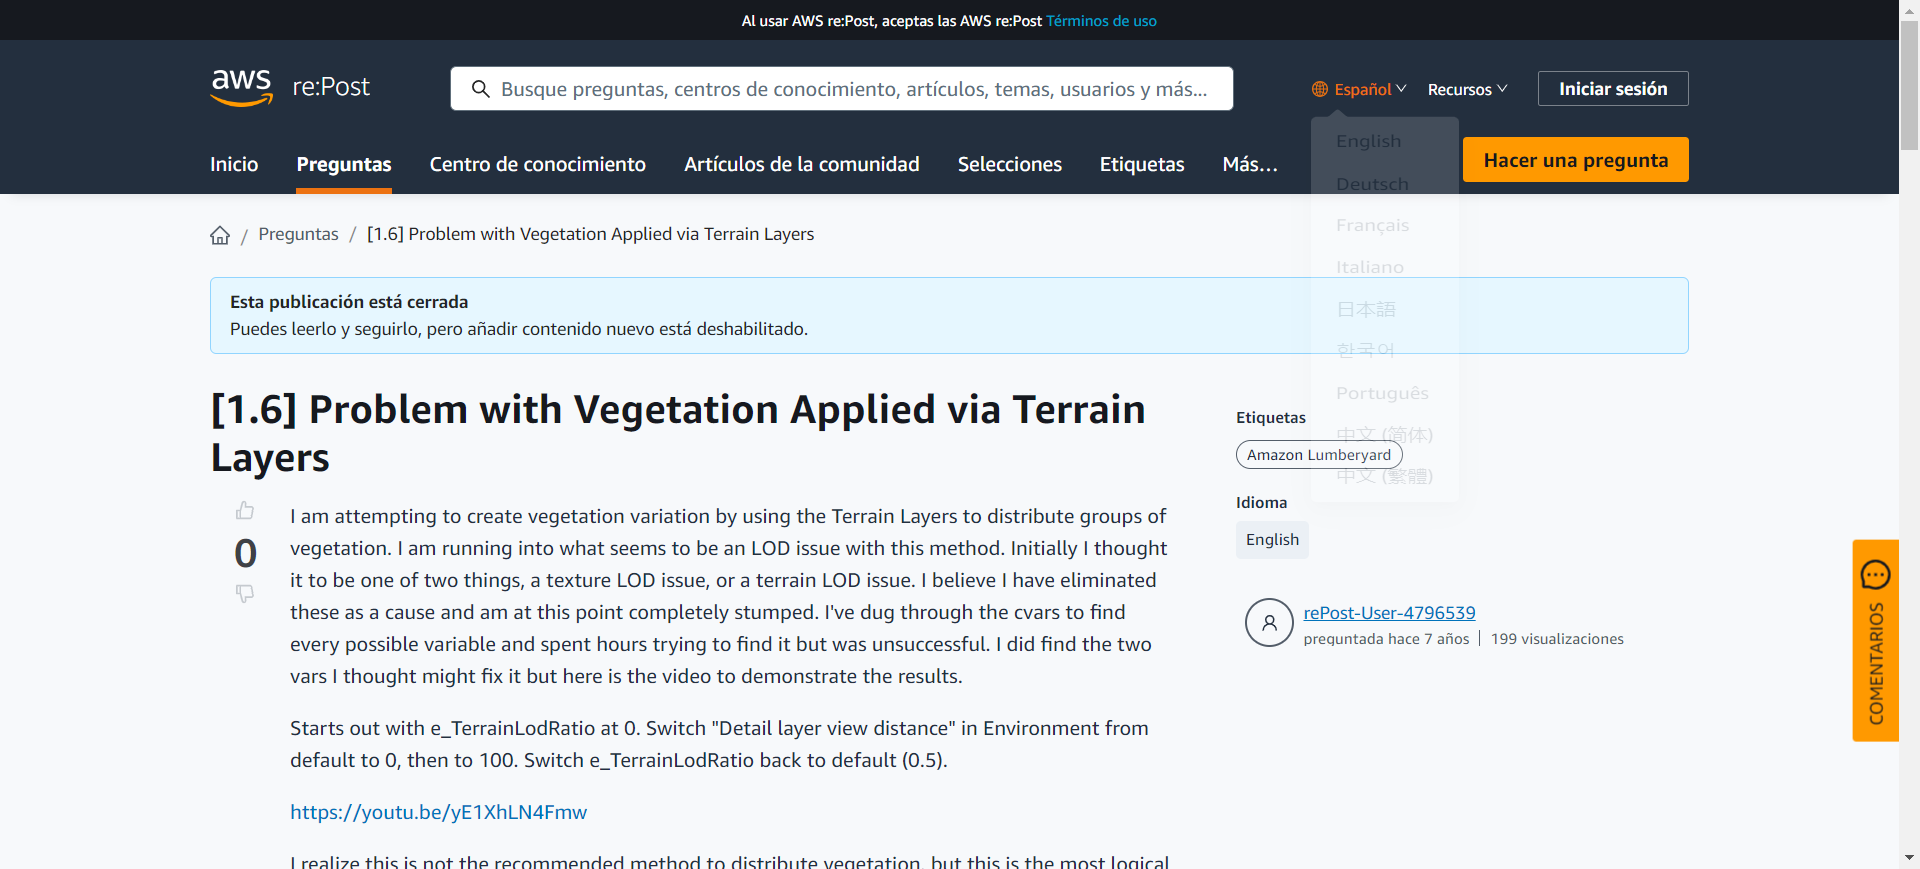 Al usar AWS re:Post, aceptas las AWS re:Post Términos de uso
aws re:Post
Busque preguntas, centros de conocimiento, artículos, temas, usuarios y más...
Español
Recursos
Iniciar sesión
Inicio
Preguntas
Centro de conocimiento
Artículos de la comunidad
Selecciones
Etiquetas
Más...
Hacer una pregunta
English
Deutsch
Français
Italiano
日本語
한국어
Português
中文 (简体)
中文 (繁體)
/ Preguntas / [1.6] Problem with Vegetation Applied via Terrain Layers
Esta publicación está cerrada
Puedes leerlo y seguirlo, pero añadir contenido nuevo está deshabilitado.
[1.6] Problem with Vegetation Applied via Terrain
Layers
0
I am attempting to create vegetation variation by using the Terrain Layers to distribute groups of
vegetation. I am running into what seems to be an LOD issue with this method. Initially I thought
it to be one of two things, a texture LOD issue, or a terrain LOD issue. I believe I have eliminated
these as a cause and am at this point completely stumped. I've dug through the cvars to find
every possible variable and spent hours trying to find it but was unsuccessful. I did find the two
vars I thought might fix it but here is the video to demonstrate the results.
Starts out with e_TerrainLodRatio at 0. Switch "Detail layer view distance" in Environment from
default to 0, then to 100. Switch e_TerrainLodRatio back to default (0.5).
https://youtu.be/yE1XhLN4Fmw
I realize this is not the recommended method to distribute vegetation, but this is the most logical
Etiquetas
Amazon Lumberyard
Idioma
English
rePost-User-4796539
preguntada hace 7 años | 199 visualizaciones
COMENTARIOS